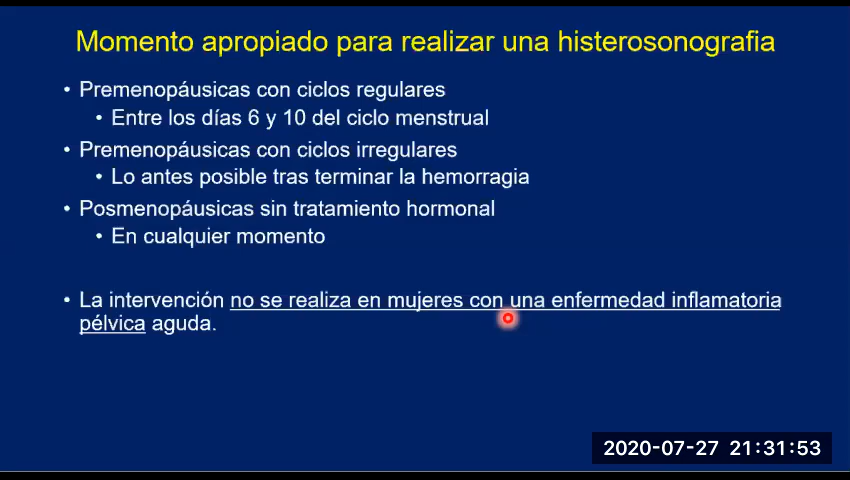 Momento apropiado para realizar una histerosonografia
• Premenopáusicas con ciclos regulares
• Entre los días 6 y 10 del ciclo menstrual
• Premenopáusicas con ciclos irregulares
• Lo antes posible tras terminar la hemorragia
• Posmenopáusicas sin tratamiento hormonal
• En cualquier momento
• La intervención no se realiza en mujeres con una enfermedad inflamatoria
pélvica aguda.
2020-07-27 21:31:53